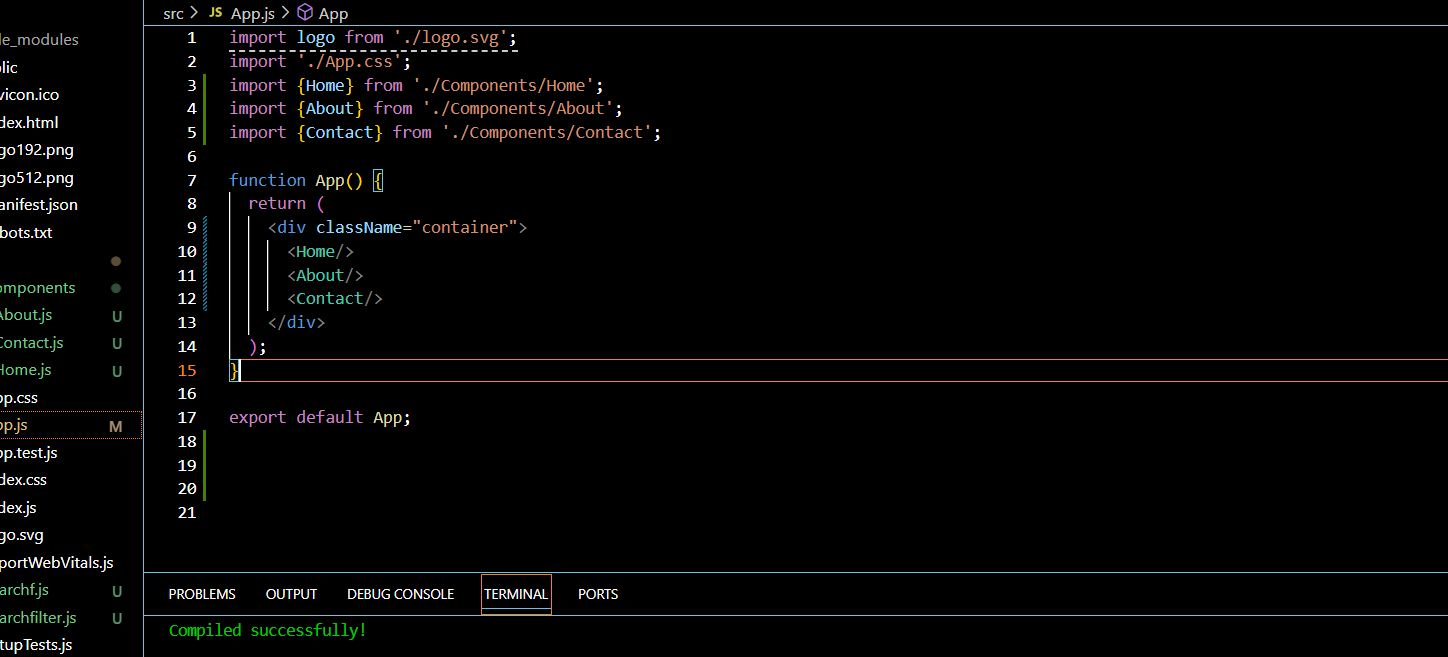 src > JS App.js > App
le_modules
lic
vicon.ico
dex.html
go192.png
go512.png
anifest.json
bots.txt
omponents
About.js U
Contact.js U
Home.js U
pp.css
pp.js M
pp.test.js
dex.css
dex.js
go.svg
portWebVitals.js
archf.js U
archfilter.js U
tupTests.js
1 import logo from './logo.svg';
2 import './App.css';
3 import {Home} from './Components/Home';
4 import {About} from './Components/About';
5 import {Contact} from './Components/Contact';
6
7 function App() {
8 return (
9 <div className="container">
10 <Home/>
11 <About/>
12 <Contact/>
13 </div>
14 );
15 }
16
17 export default App;
18
19
20
21
PROBLEMS OUTPUT DEBUG CONSOLE TERMINAL PORTS
Compiled successfully!